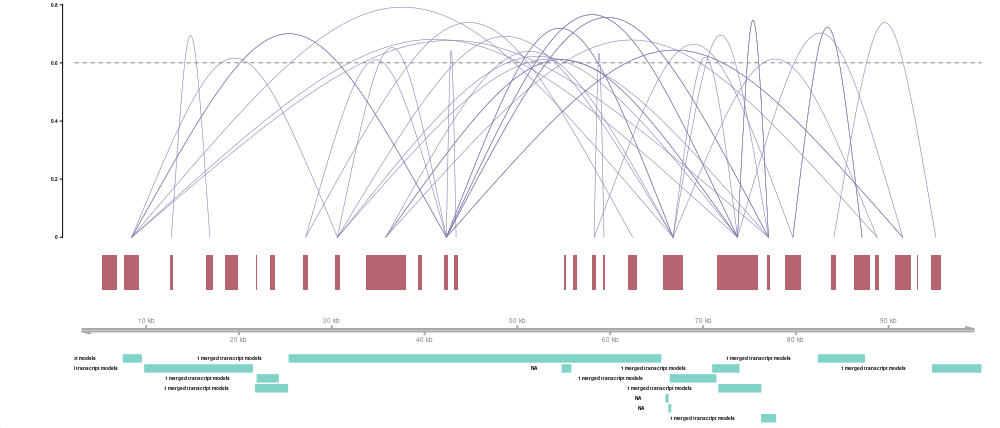 0.8
0.6
0.4
0.2
0
10 kb 30 kb 50 kb 70 kb 90 kb
20 kb 40 kb 60 kb 80 kb
models 1 merged transcript models 1 merged transcript models
transcript models NA 1 merged transcript models 1 merged transcript models
1 merged transcript models 1 merged transcript models
1 merged transcript models 1 merged transcript models
NA
NA
1 merged transcript models